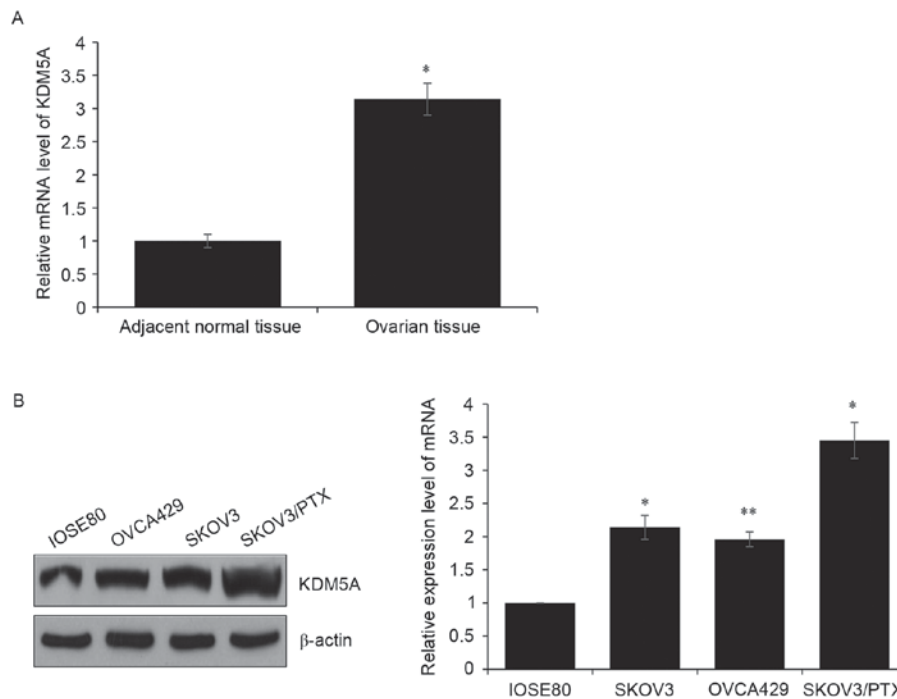 A
Relative mRNA level of KDM5A
4
3.5
3
2.5
2
1.5
1
0.5
0
*
Adjacent normal tissue
Ovarian tissue
B
IOSE80
OVCA429
SKOV3
SKOV3/PTX
KDM5A
β-actin
Relative expression level of mRNA
4
3.5
3
2.5
2
1.5
1
0.5
0
*
**
*
IOSE80
SKOV3
OVCA429
SKOV3/PTX